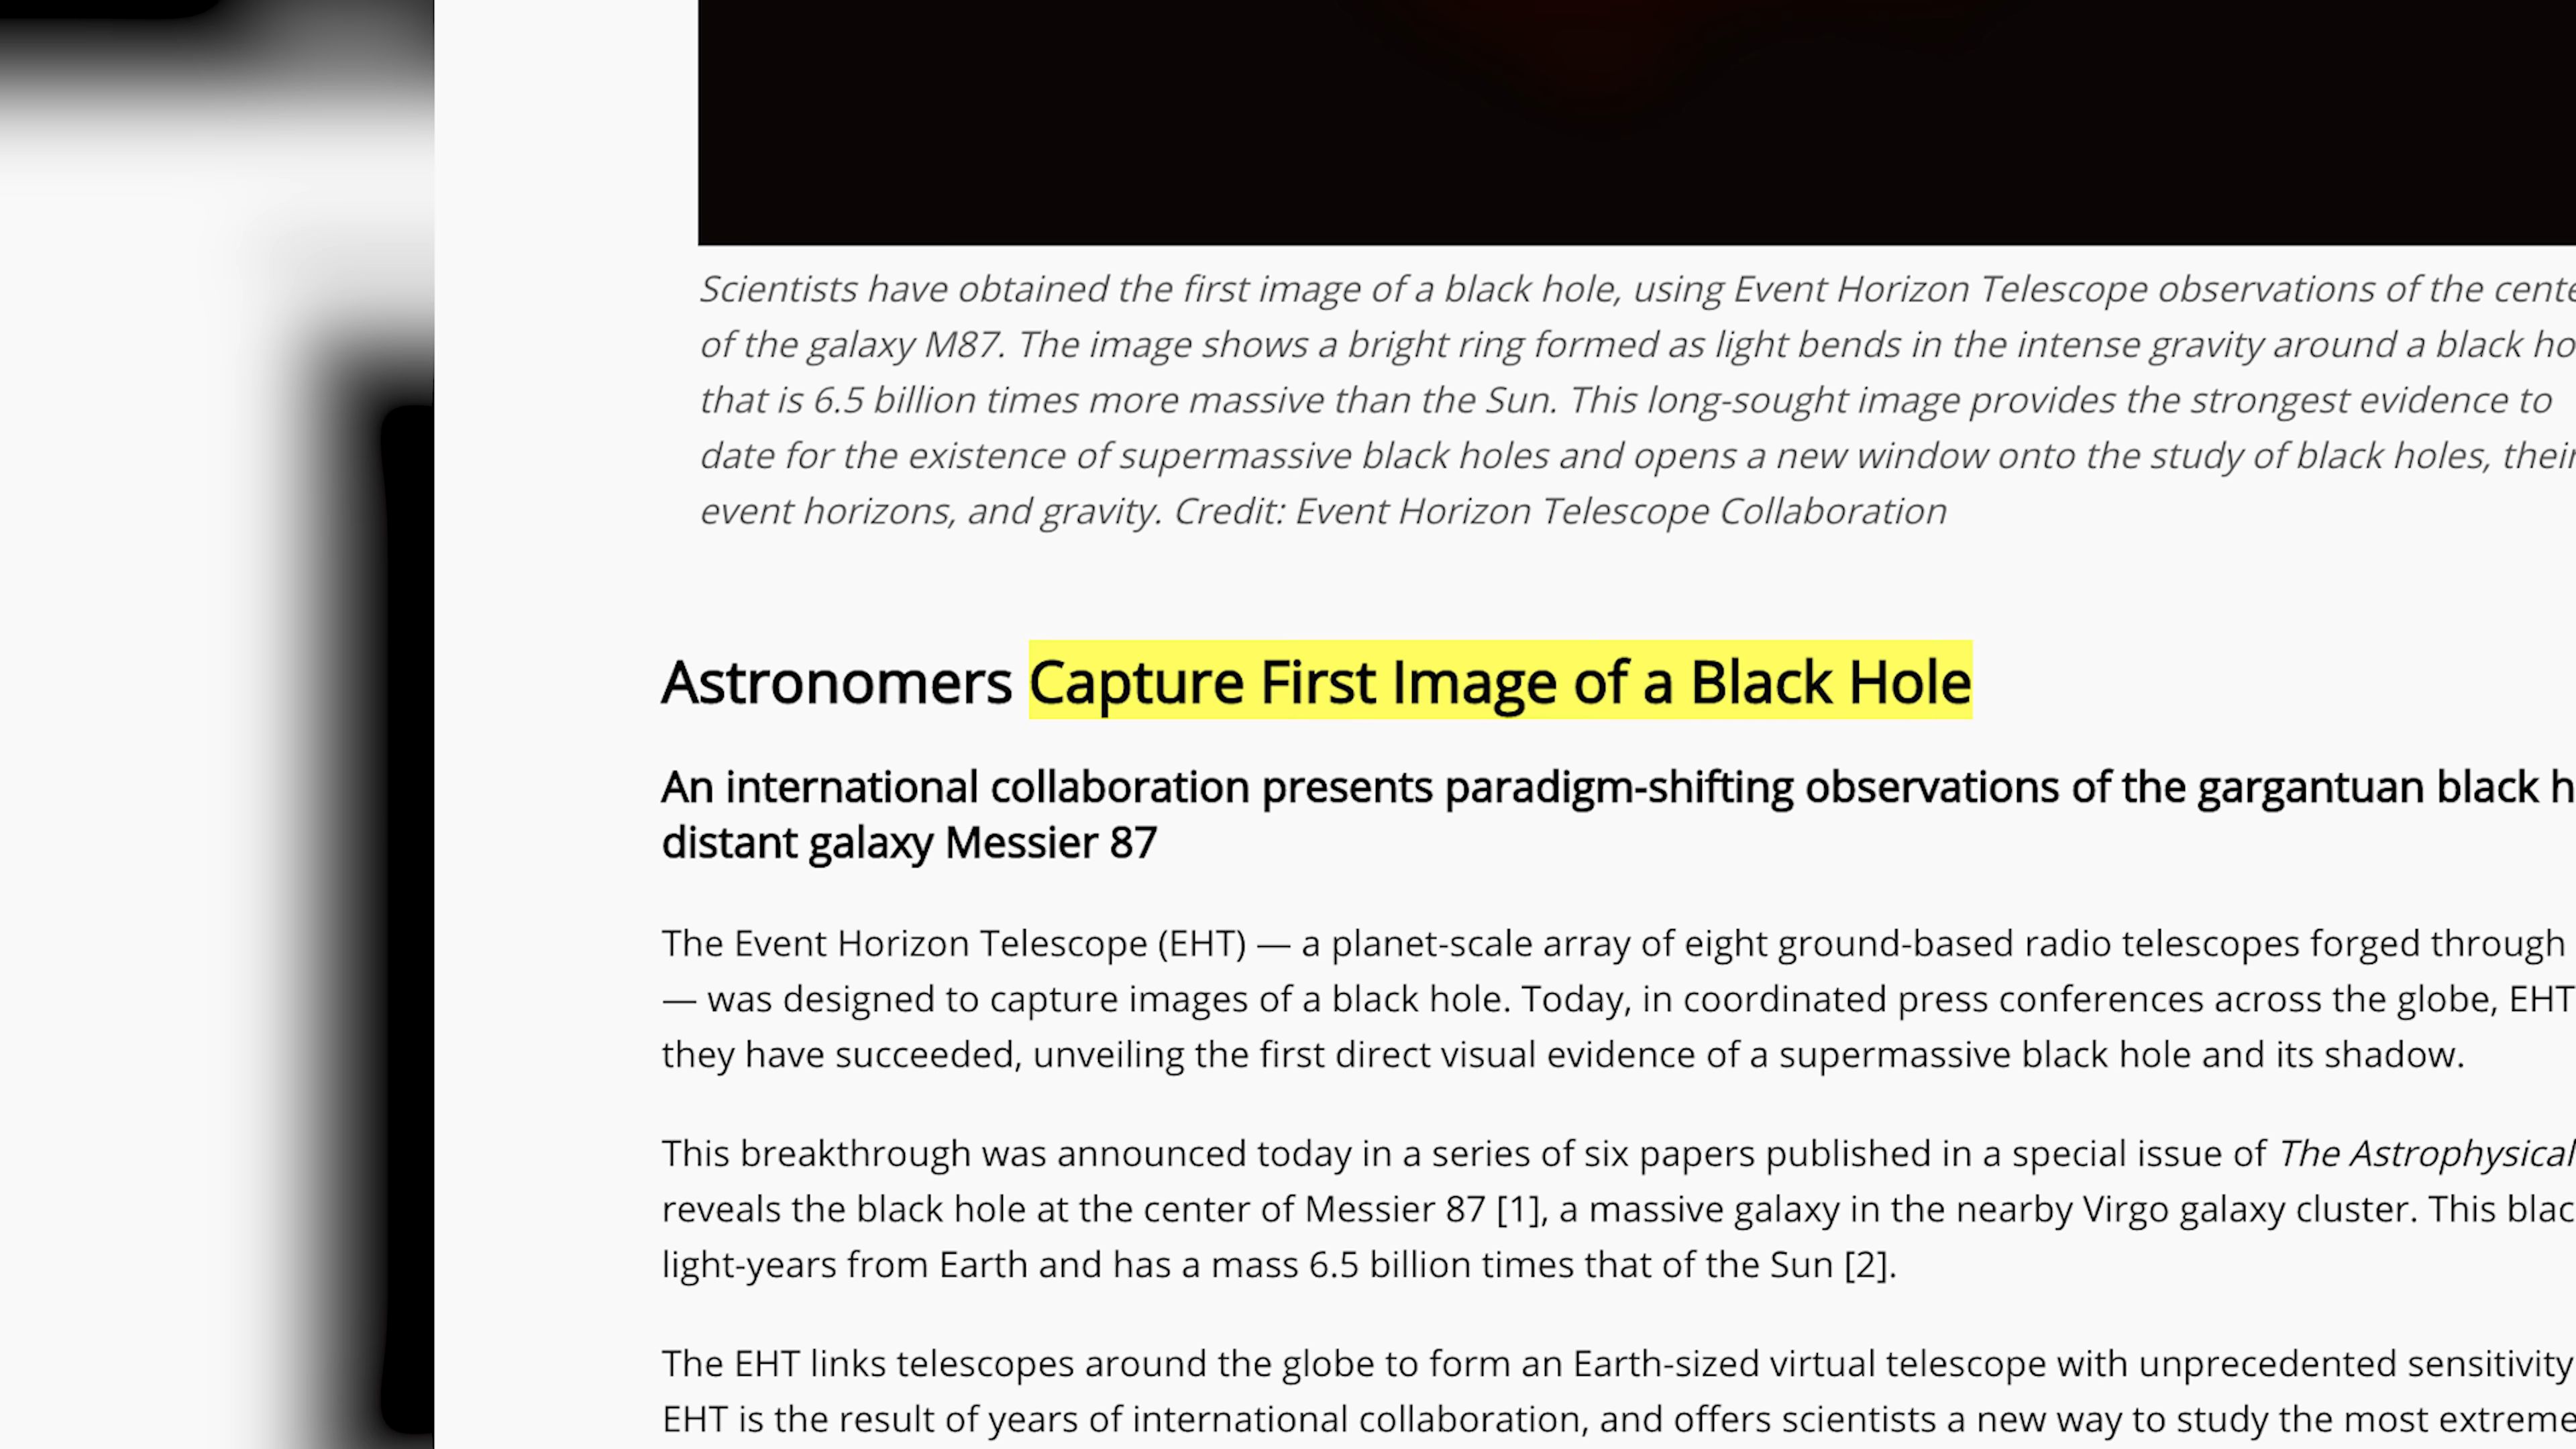 Scientists have obtained the first image of a black hole, using Event Horizon Telescope observations of the cente
of the galaxy M87. The image shows a bright ring formed as light bends in the intense gravity around a black ho
that is 6.5 billion times more massive than the Sun. This long-sought image provides the strongest evidence to
date for the existence of supermassive black holes and opens a new window onto the study of black holes, their
event horizons, and gravity. Credit: Event Horizon Telescope Collaboration
Astronomers Capture First Image of a Black Hole
An international collaboration presents paradigm-shifting observations of the gargantuan black h
distant galaxy Messier 87
The Event Horizon Telescope (EHT) — a planet-scale array of eight ground-based radio telescopes forged through
— was designed to capture images of a black hole. Today, in coordinated press conferences across the globe, EHT
they have succeeded, unveiling the first direct visual evidence of a supermassive black hole and its shadow.
This breakthrough was announced today in a series of six papers published in a special issue of The Astrophysical
reveals the black hole at the center of Messier 87 [1], a massive galaxy in the nearby Virgo galaxy cluster. This blac
light-years from Earth and has a mass 6.5 billion times that of the Sun [2].
The EHT links telescopes around the globe to form an Earth-sized virtual telescope with unprecedented sensitivity
EHT is the result of years of international collaboration, and offers scientists a new way to study the most extreme